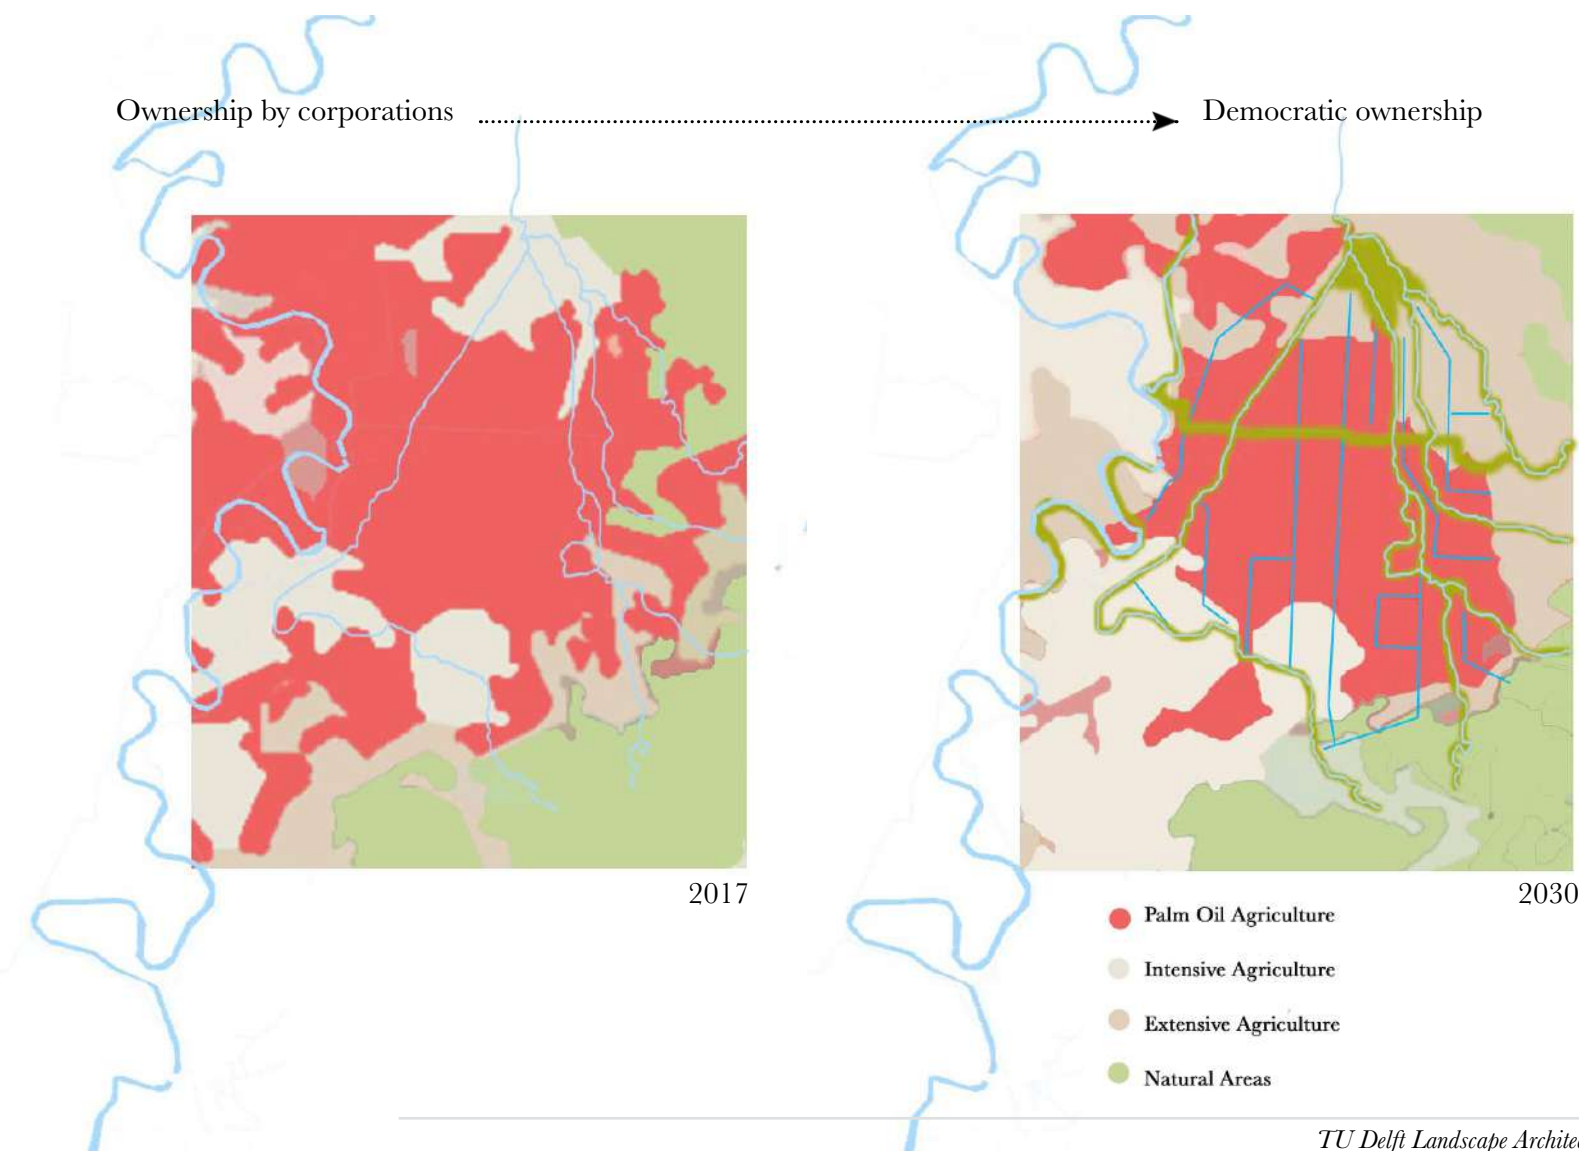 Ownership by corporations
Democratic ownership
2017
2030
Palm Oil Agriculture
Intensive Agriculture
Extensive Agriculture
Natural Areas
TU Delft Landscape